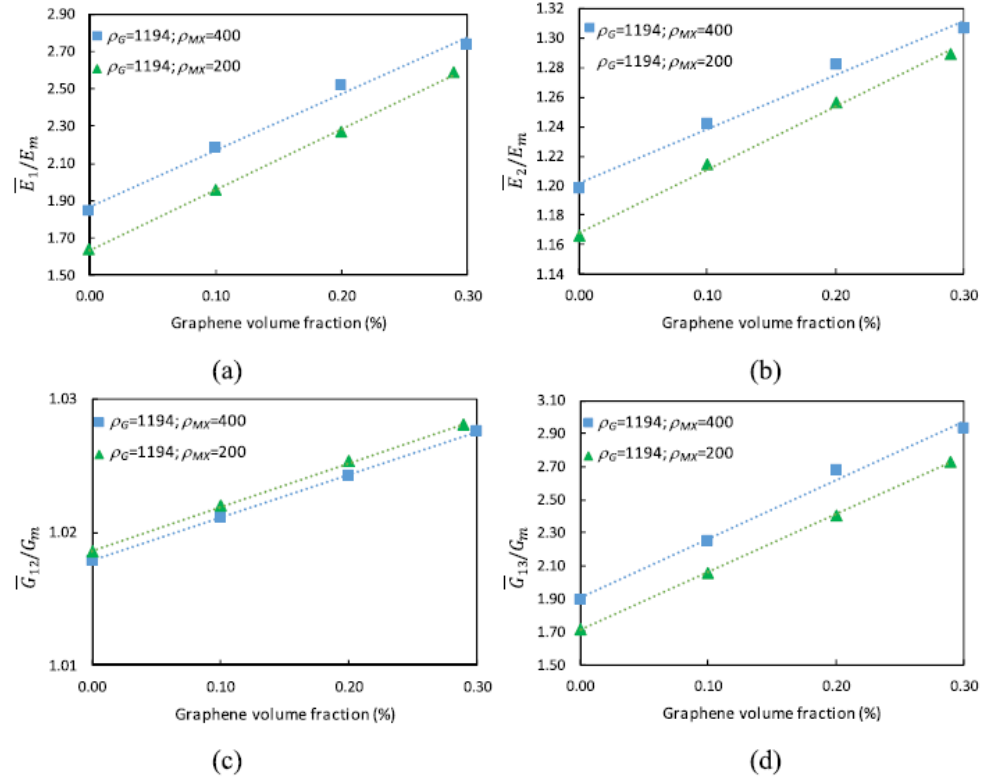 2.90
2.70
2.50
2.30
2.10
1.90
1.70
1.50
E̅₁/Eₘ
ρG=1194; ρMX=400
ρG=1194; ρMX=200
0.00 0.10 0.20 0.30
Graphene volume fraction (%)
(a)
1.32
1.30
1.28
1.26
1.24
1.22
1.20
1.18
1.16
1.14
E̅₂/Eₘ
ρG=1194; ρMX=400
ρG=1194; ρMX=200
0.00 0.10 0.20 0.30
Graphene volume fraction (%)
(b)
1.03
1.02
1.01
G̅₁₂/Gₘ
ρG=1194; ρMX=400
ρG=1194; ρMX=200
0.00 0.10 0.20 0.30
Graphene volume fraction (%)
(c)
3.10
2.90
2.70
2.50
2.30
2.10
1.90
1.70
1.50
G̅₁₃/Gₘ
ρG=1194; ρMX=400
ρG=1194; ρMX=200
0.00 0.10 0.20 0.30
Graphene volume fraction (%)
(d)